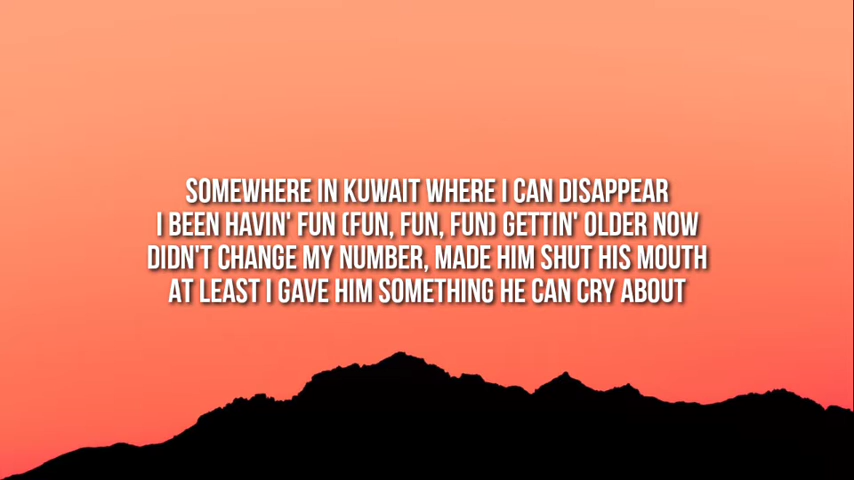 SOMEWHERE IN KUWAIT WHERE I CAN DISAPPEAR
I BEEN HAVIN' FUN (FUN, FUN, FUN) GETTIN' OLDER NOW
DIDN'T CHANGE MY NUMBER, MADE HIM SHUT HIS MOUTH
AT LEAST I GAVE HIM SOMETHING HE CAN CRY ABOUT